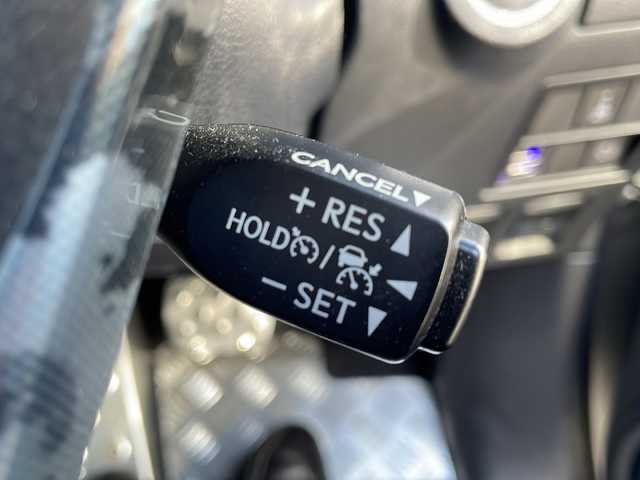 CANCEL
+ RES
HOLD /
- SET